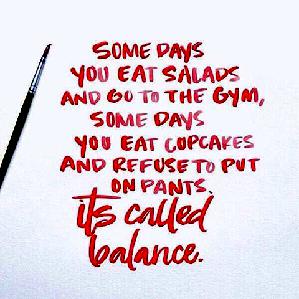 SOME DAYS
YOU EAT SALADS
AND GO TO THE GYM,
SOME DAYS
YOU EAT CUPCAKES
AND REFUSE TO PUT
ON PANTS.
it's called
balance.